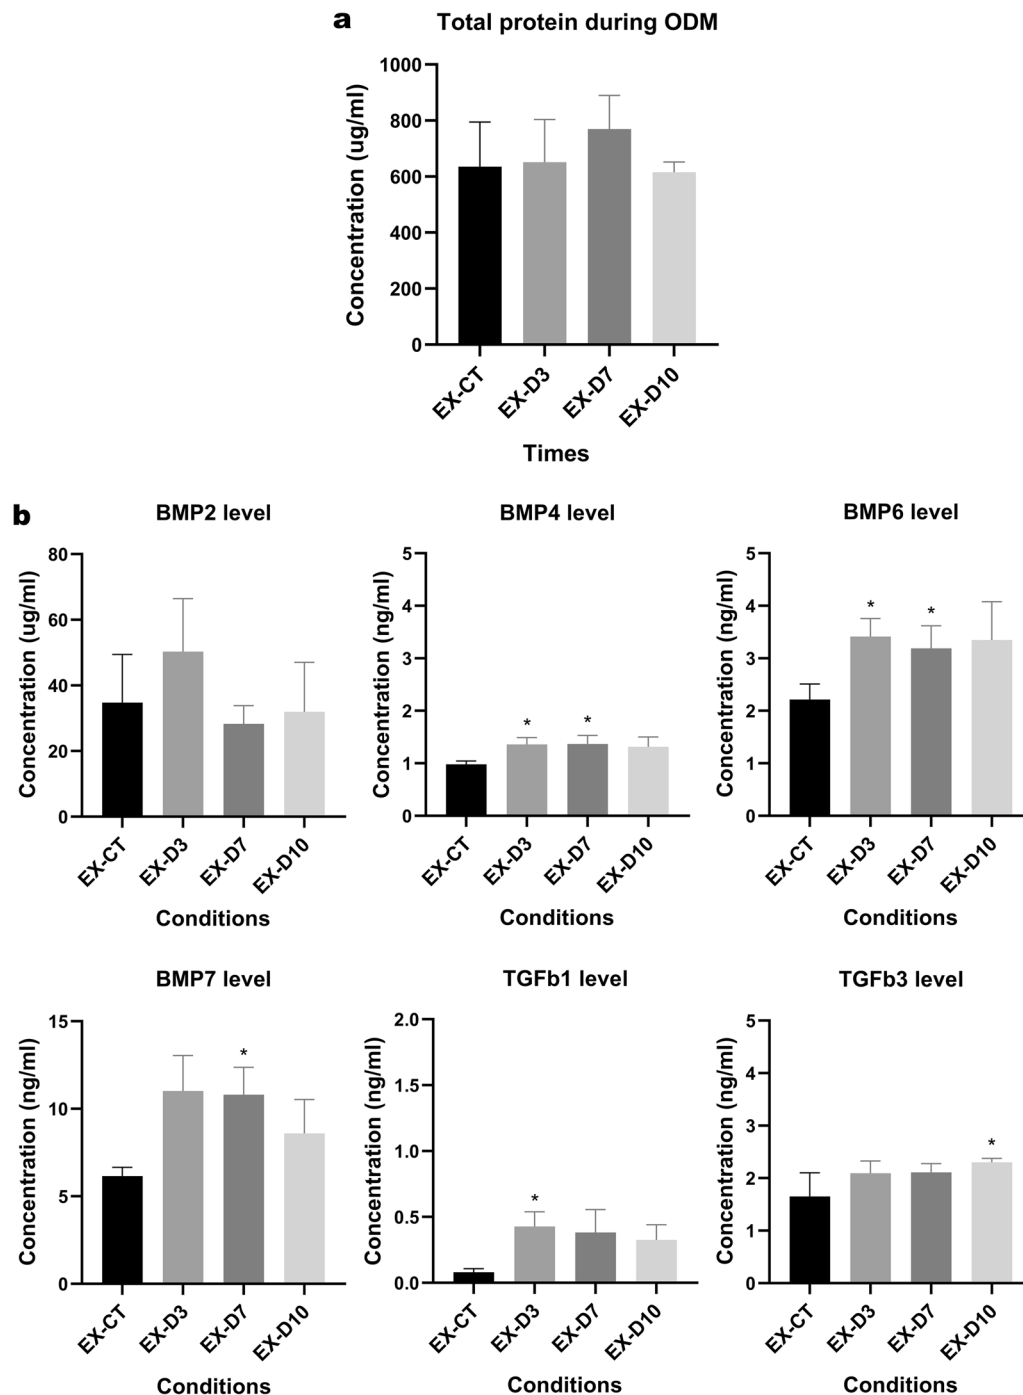 a
Total protein during ODM
Concentration (ug/ml)
1000
800
600
400
200
0
EX-CT
EX-D3
EX-D7
EX-D10
Times
b
BMP2 level
Concentration (ug/ml)
80
60
40
20
0
EX-CT
EX-D3
EX-D7
EX-D10
Conditions
BMP4 level
Concentration (ng/ml)
5
4
3
2
1
0
*
*
EX-CT
EX-D3
EX-D7
EX-D10
Conditions
BMP6 level
Concentration (ng/ml)
5
4
3
2
1
0
*
*
EX-CT
EX-D3
EX-D7
EX-D10
Conditions
BMP7 level
Concentration (ng/ml)
15
10
5
0
*
EX-CT
EX-D3
EX-D7
EX-D10
Conditions
TGFb1 level
Concentration (ng/ml)
2.0
1.5
1.0
0.5
0.0
*
EX-CT
EX-D3
EX-D7
EX-D10
Conditions
TGFb3 level
Concentration (ng/ml)
5
4
3
2
1
0
*
EX-CT
EX-D3
EX-D7
EX-D10
Conditions